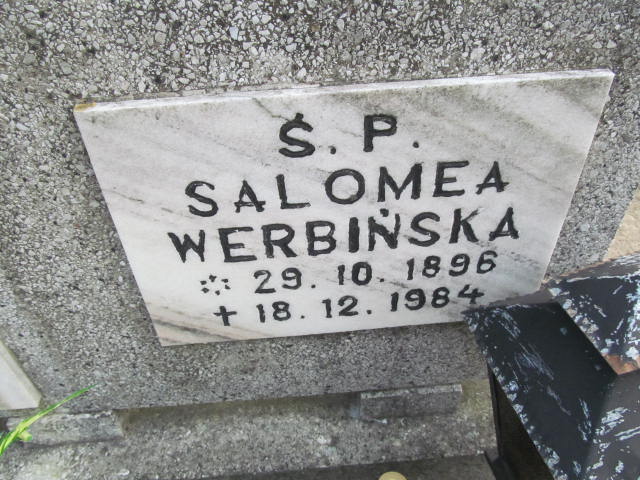 Ś. P.
SALOMEA
WERBIŃSKA
* 29. 10. 1896
+ 18. 12. 1984